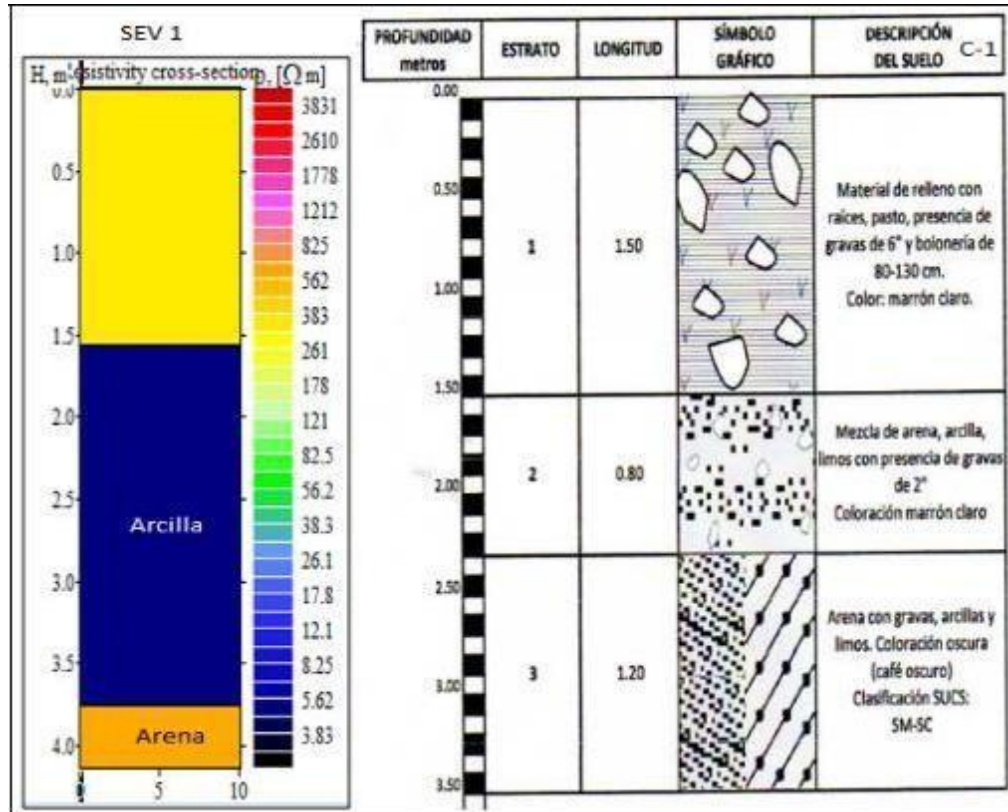 SEV 1
H, m
esistivity cross-section
ρ, [Ω m]
0.0
0.5
1.0
1.5
2.0
2.5
3.0
3.5
4.0
0
5
10
Arcilla
Arena
3831
2610
1778
1212
825
562
383
261
178
121
82.5
56.2
38.3
26.1
17.8
12.1
8.25
5.62
3.83
PROFUNDIDAD
metros
ESTRATO
LONGITUD
SÍMBOLO
GRÁFICO
DESCRIPCIÓN
DEL SUELO
C-1
0.00
0.50
1.00
1.50
2.00
2.50
3.00
3.50
1
1.50
Material de relleno con
raices, pasto, presencia de
gravas de 6" y bolonería de
80-130 cm.
Color: marrón claro.
2
0.80
Mezcla de arena, arcilla,
limos con presencia de gravas
de 2"
Coloración marrón claro
3
1.20
Arena con gravas, arcillas y
limos. Coloración oscura
(café oscuro)
Clasificación SUCS:
SM-SC